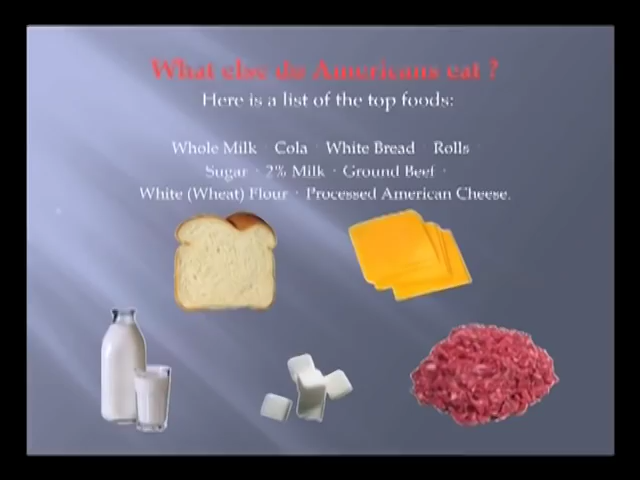 What else do Americans eat ?
Here is a list of the top foods:
Whole Milk · Cola · White Bread · Rolls ·
Sugar · 2% Milk · Ground Beef ·
White (Wheat) Flour · Processed American Cheese.